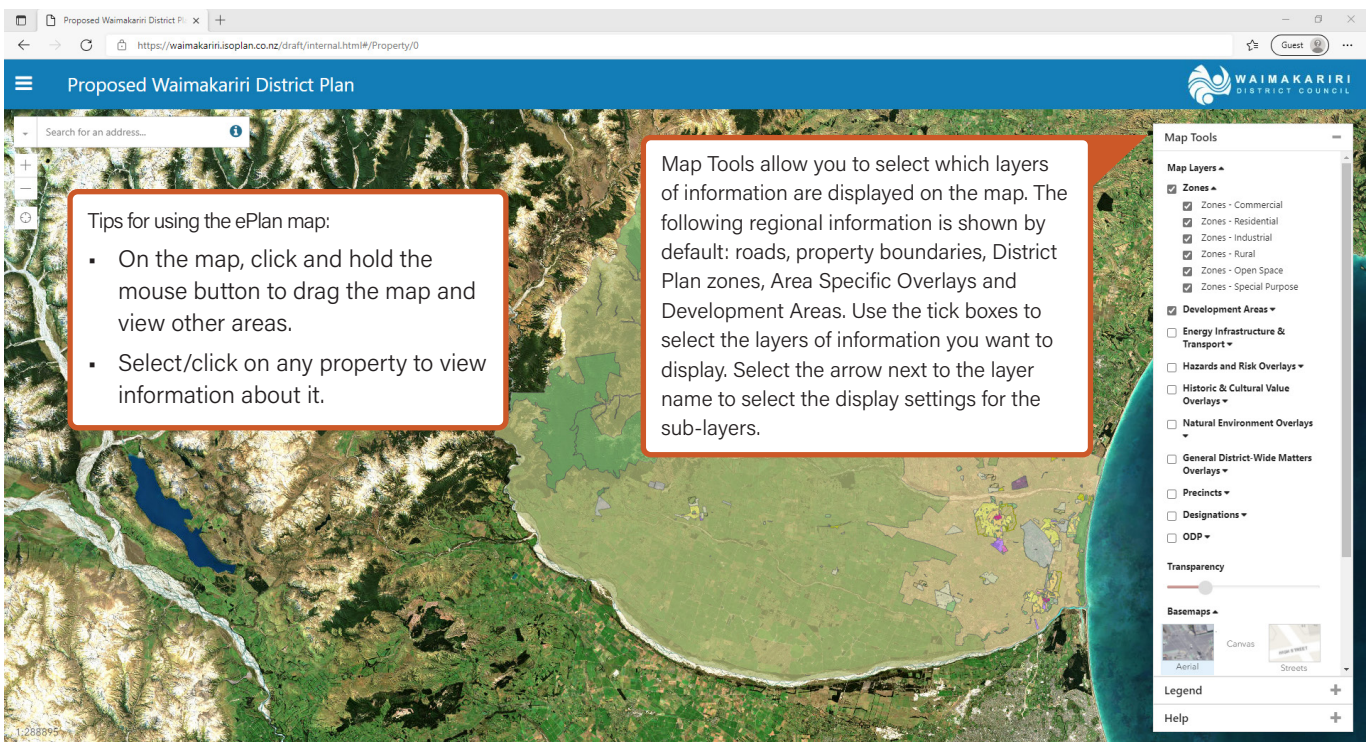 Proposed Waimakariri District Pl
https://waimakariri.isoplan.co.nz/draft/internal.html#/Property/0
Guest
Proposed Waimakariri District Plan
WAIMAKARIRI
DISTRICT COUNCIL
Search for an address...
Tips for using the ePlan map:
▪ On the map, click and hold the
mouse button to drag the map and
view other areas.
▪ Select/click on any property to view
information about it.
Map Tools allow you to select which layers
of information are displayed on the map. The
following regional information is shown by
default: roads, property boundaries, District
Plan zones, Area Specific Overlays and
Development Areas. Use the tick boxes to
select the layers of information you want to
display. Select the arrow next to the layer
name to select the display settings for the
sub-layers.
Map Tools
Map Layers
Zones
Zones - Commercial
Zones - Residential
Zones - Industrial
Zones - Rural
Zones - Open Space
Zones - Special Purpose
Development Areas
Energy Infrastructure &
Transport
Hazards and Risk Overlays
Historic & Cultural Value
Overlays
Natural Environment Overlays
General District-Wide Matters
Overlays
Precincts
Designations
ODP
Transparency
Basemaps
Aerial
Canvas
Streets
Legend
Help
1:288895